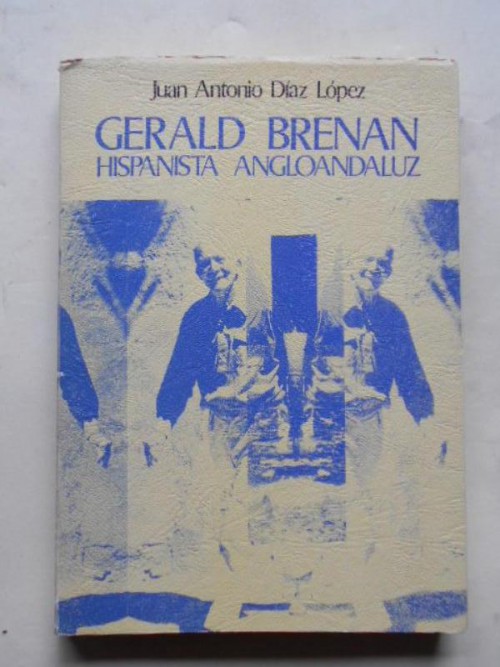 Juan Antonio Díaz López
GERALD BRENAN
HISPANISTA ANGLOANDALUZ